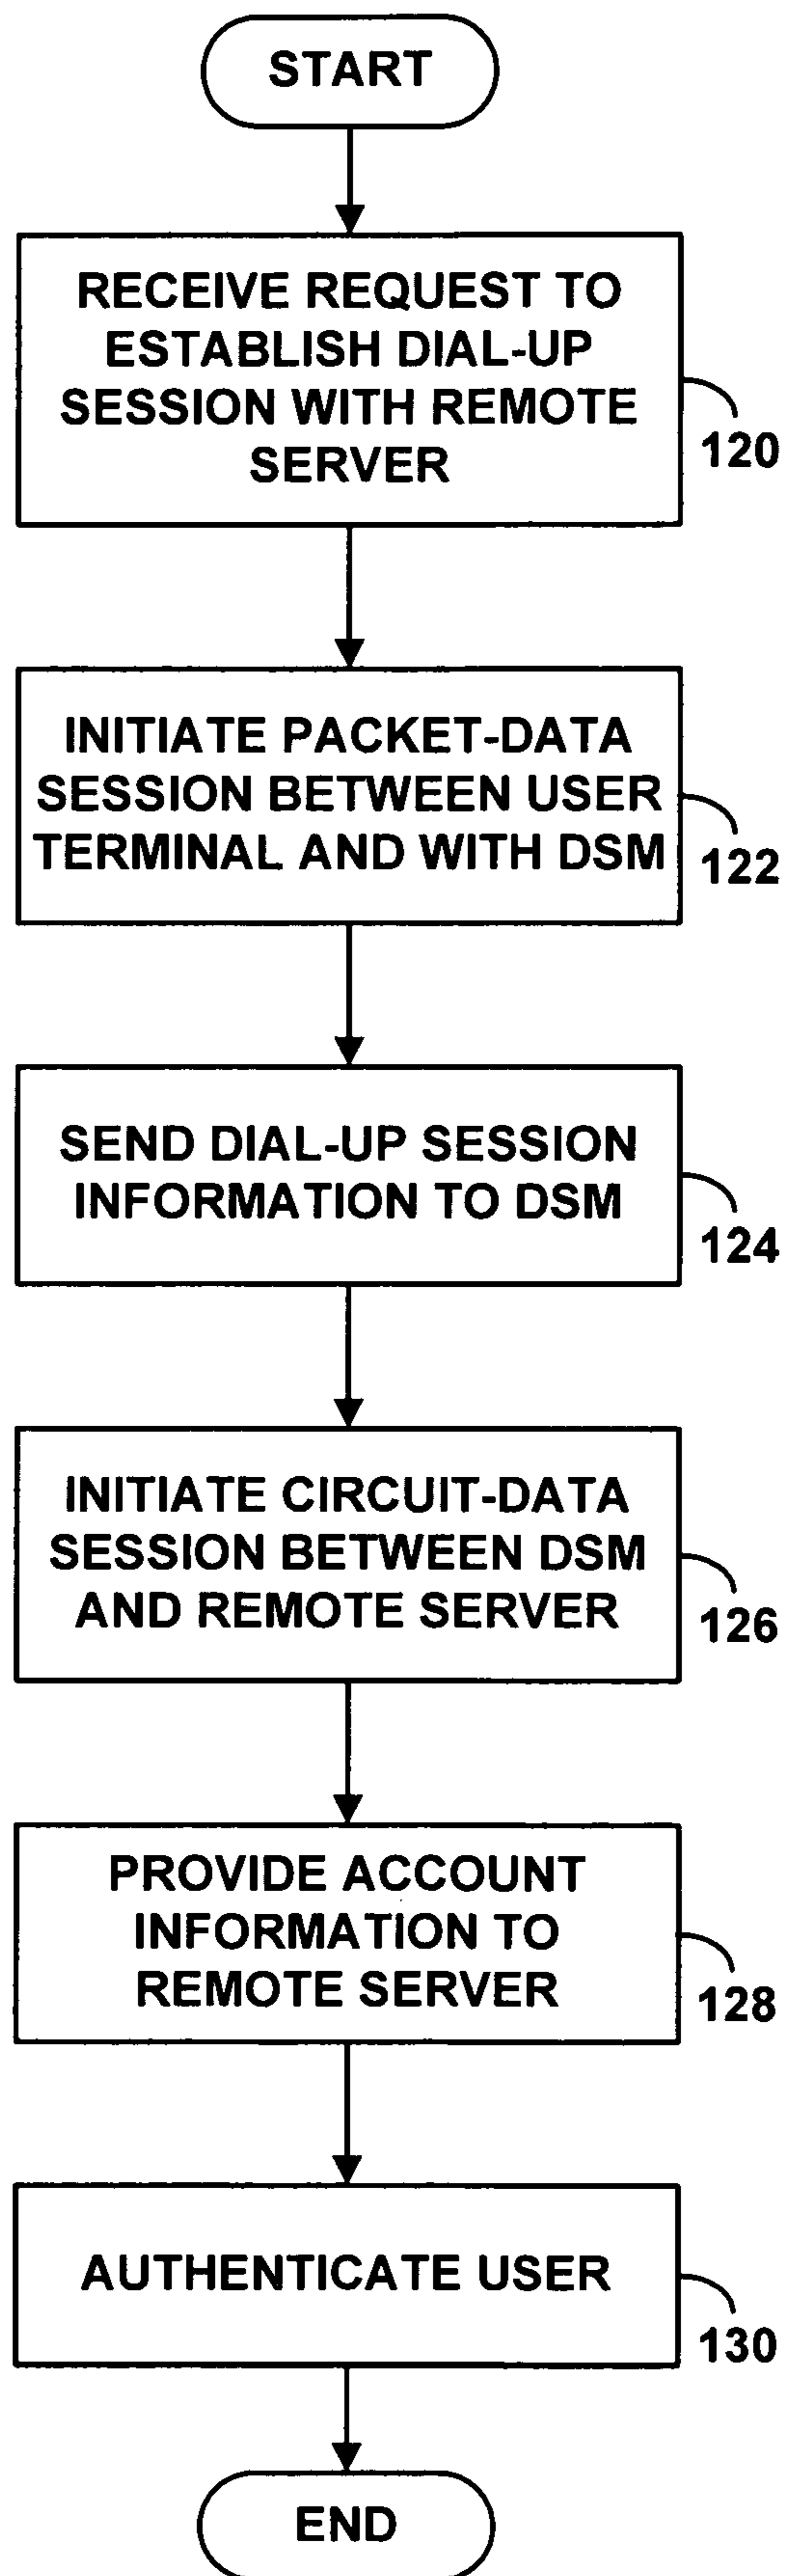 START
RECEIVE REQUEST TO
ESTABLISH DIAL-UP
SESSION WITH REMOTE
SERVER
120
INITIATE PACKET-DATA
SESSION BETWEEN USER
TERMINAL AND WITH DSM
122
SEND DIAL-UP SESSION
INFORMATION TO DSM
124
INITIATE CIRCUIT-DATA
SESSION BETWEEN DSM
AND REMOTE SERVER
126
PROVIDE ACCOUNT
INFORMATION TO
REMOTE SERVER
128
AUTHENTICATE USER
130
END